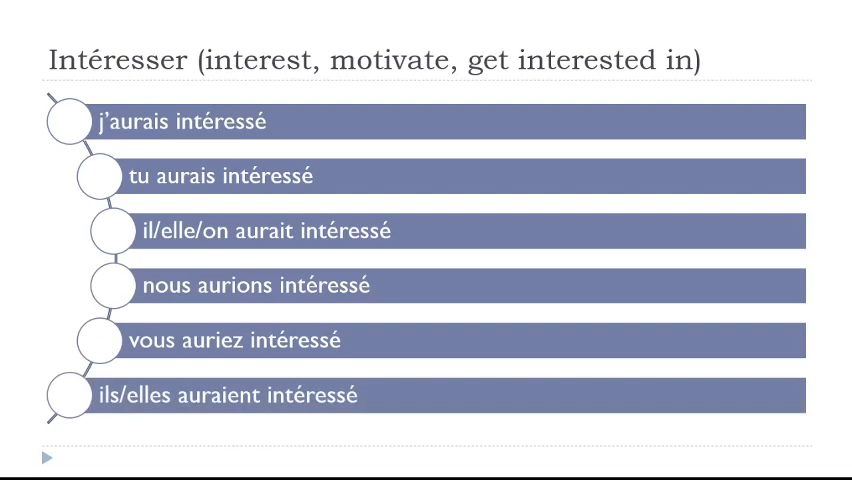 Intéresser (interest, motivate, get interested in)
j’aurais intéressé
tu aurais intéressé
il/elle/on aurait intéressé
nous aurions intéressé
vous auriez intéressé
ils/elles auraient intéressé